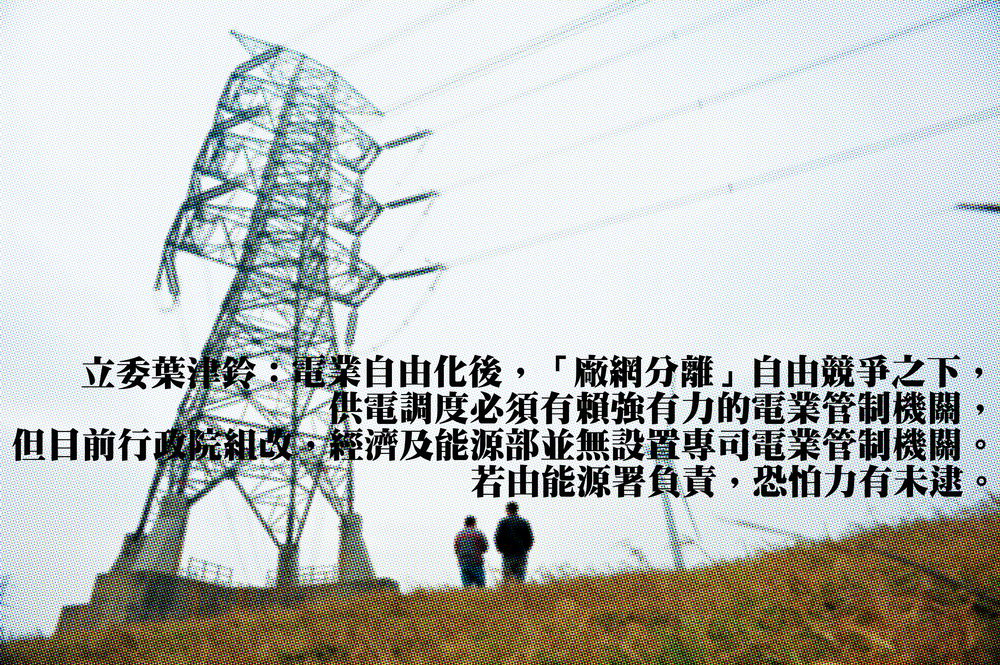 立委葉津鈴：電業自由化後，「廠網分離」自由競爭之下，
供電調度必須有賴強有力的電業管制機關，
但目前行政院組改，經濟及能源部並無設置專司電業管制機關。
若由能源署負責，恐怕力有未逮。